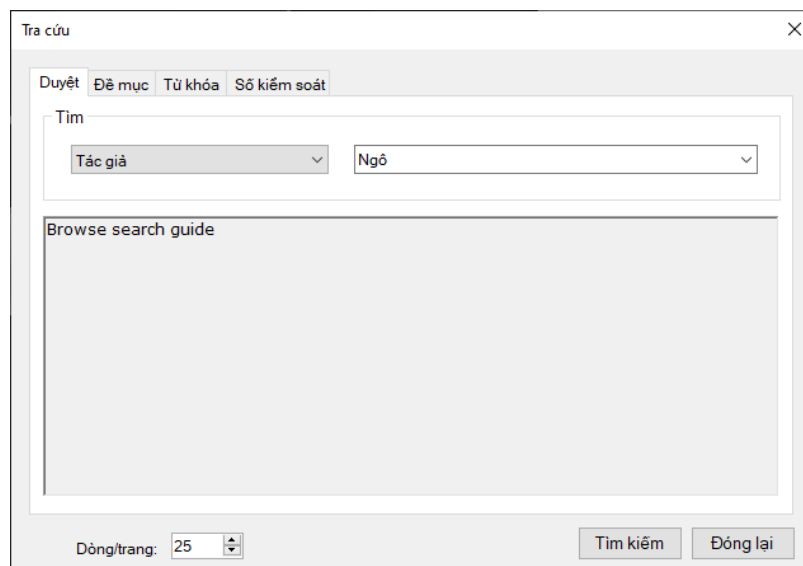 Tra cứu
Duyệt Đề mục Từ khóa Số kiểm soát
Tìm
Tác giả Ngô
Browse search guide
Dòng/trang: 25 Tìm kiếm Đóng lại